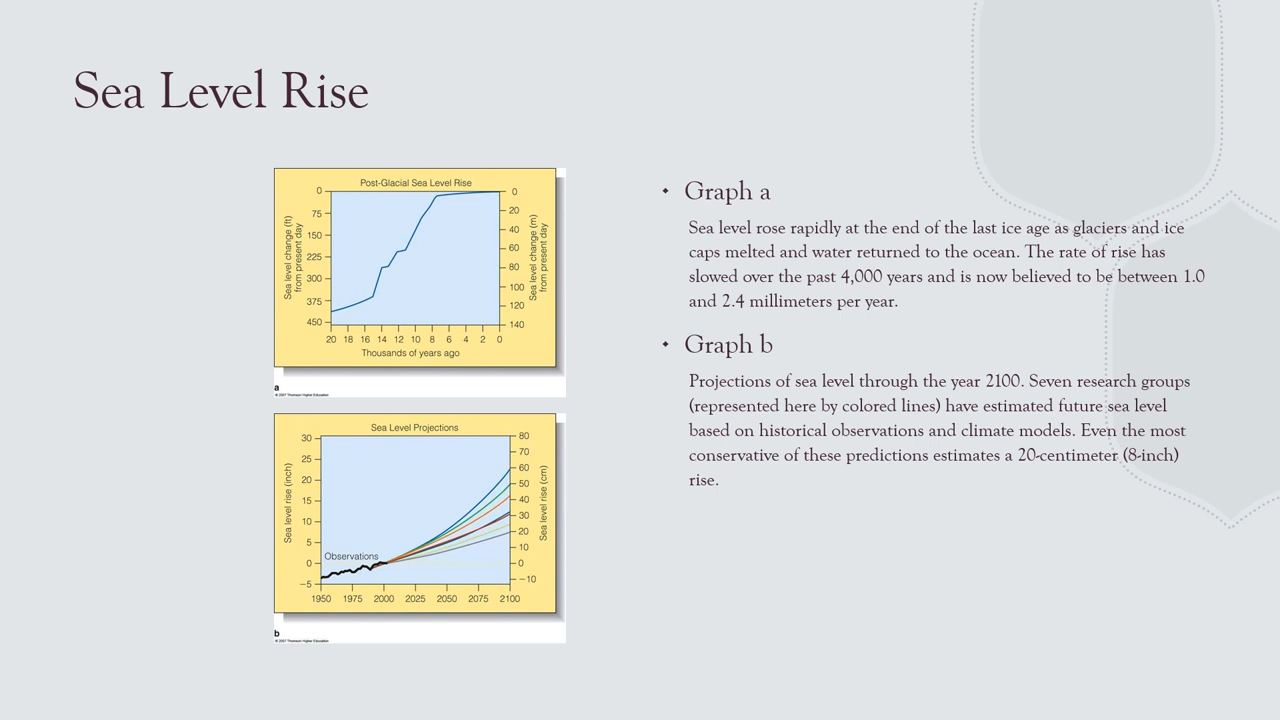 Sea Level Rise
Post-Glacial Sea Level Rise
Sea level change (ft)
from present day
0
75
150
225
300
375
450
0
20
40
60
80
100
120
140
Sea level change (m)
from present day
20 18 16 14 12 10 8 6 4 2 0
Thousands of years ago
a
© 2007 Thomson Higher Education
Sea Level Projections
Sea level rise (inch)
30
25
20
15
10
5
0
−5
80
70
60
50
40
30
20
10
0
−10
Sea level rise (cm)
Observations
1950 1975 2000 2025 2050 2075 2100
b
© 2007 Thomson Higher Education
Graph a
Sea level rose rapidly at the end of the last ice age as glaciers and ice
caps melted and water returned to the ocean. The rate of rise has
slowed over the past 4,000 years and is now believed to be between 1.0
and 2.4 millimeters per year.
Graph b
Projections of sea level through the year 2100. Seven research groups
(represented here by colored lines) have estimated future sea level
based on historical observations and climate models. Even the most
conservative of these predictions estimates a 20-centimeter (8-inch)
rise.